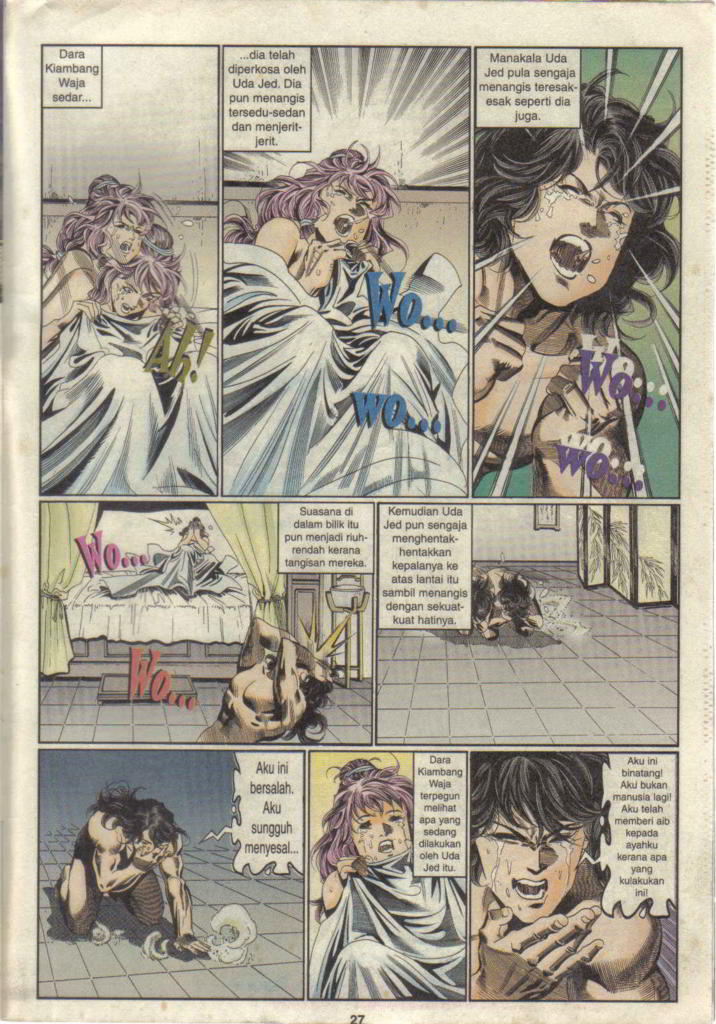 Dara
Kiambang
Waja
sedar...
...dia telah
diperkosa oleh
Uda Jed. Dia
pun menangis
tersedu-sedan
dan menjerit-
jerit.
Manakala Uda
Jed pula sengaja
menangis teresak-
esak seperti dia
juga.
Ah!
Wo...
Wo...
Wo...
Wo...
Suasana di
dalam bilik itu
pun menjadi riuh-
rendah kerana
tangisan mereka.
Wo...
Wo...
Kemudian Uda
Jed pun sengaja
menghentak-
hentakkan
kepalanya ke
atas lantai itu
sambil menangis
dengan sekuat-
kuat hatinya.
Aku ini
bersalah.
Aku
sungguh
menyesal...
Dara
Kiambang
Waja
terpegun
melihat
apa yang
sedang
dilakukan
oleh Uda
Jed itu.
Aku ini
binatang!
Aku bukan
manusia lagi!
Aku telah
memberi aib
kepada
ayahku
kerana apa
yang
kulakukan
ini!
27